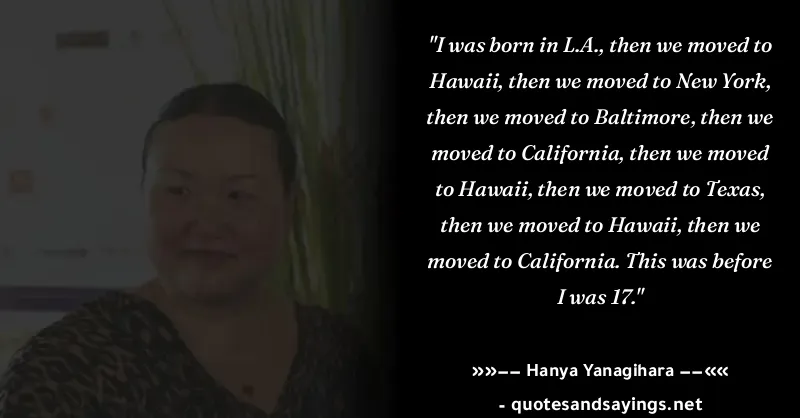 "I was born in L.A., then we moved to
Hawaii, then we moved to New York,
then we moved to Baltimore, then we
moved to California, then we moved
to Hawaii, then we moved to Texas,
then we moved to Hawaii, then we
moved to California. This was before
I was 17."
»»−− Hanya Yanagihara −−««
- quotesandsayings.net